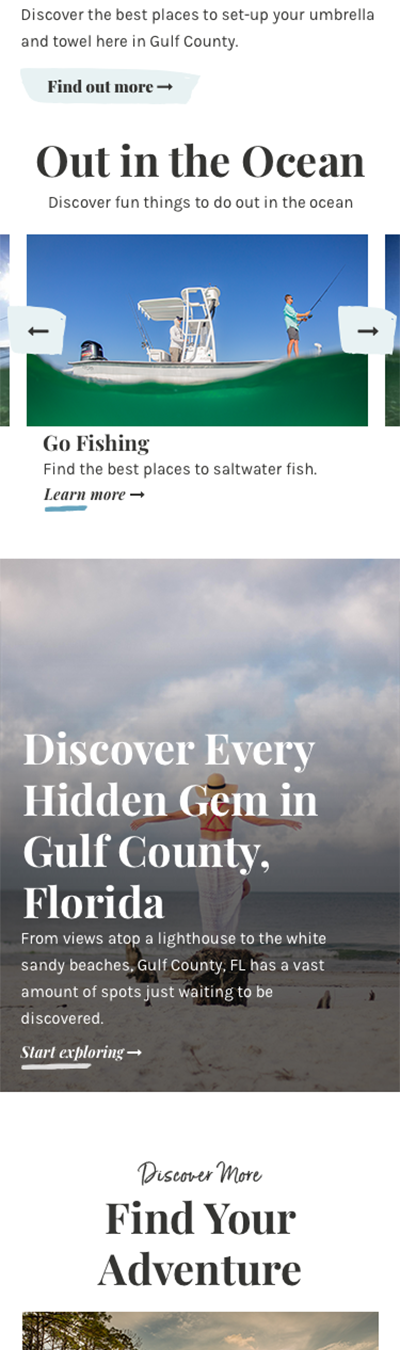 Discover the best places to set-up your umbrella
and towel here in Gulf County.
Find out more →
Out in the Ocean
Discover fun things to do out in the ocean
← →
Go Fishing
Find the best places to saltwater fish.
Learn more →
Discover Every
Hidden Gem in
Gulf County,
Florida
From views atop a lighthouse to the white
sandy beaches, Gulf County, FL has a vast
amount of spots just waiting to be
discovered.
Start exploring →
Discover More
Find Your
Adventure